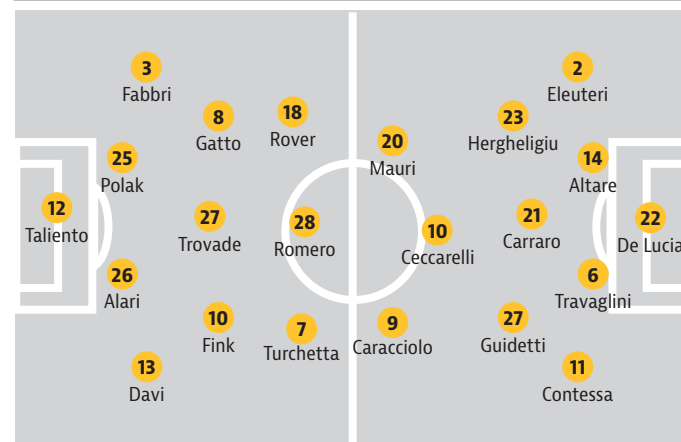 3
Fabbri
8
Gatto
18
Rover
25
Polak
12
Taliento
27
Trovade
28
Romero
26
Alari
10
Fink
7
Turchetta
13
Davi
2
Eleuteri
23
Hergheligiu
20
Mauri
14
Altare
10
Ceccarelli
21
Carraro
22
De Lucia
6
Travaglini
9
Caracciolo
27
Guidetti
11
Contessa